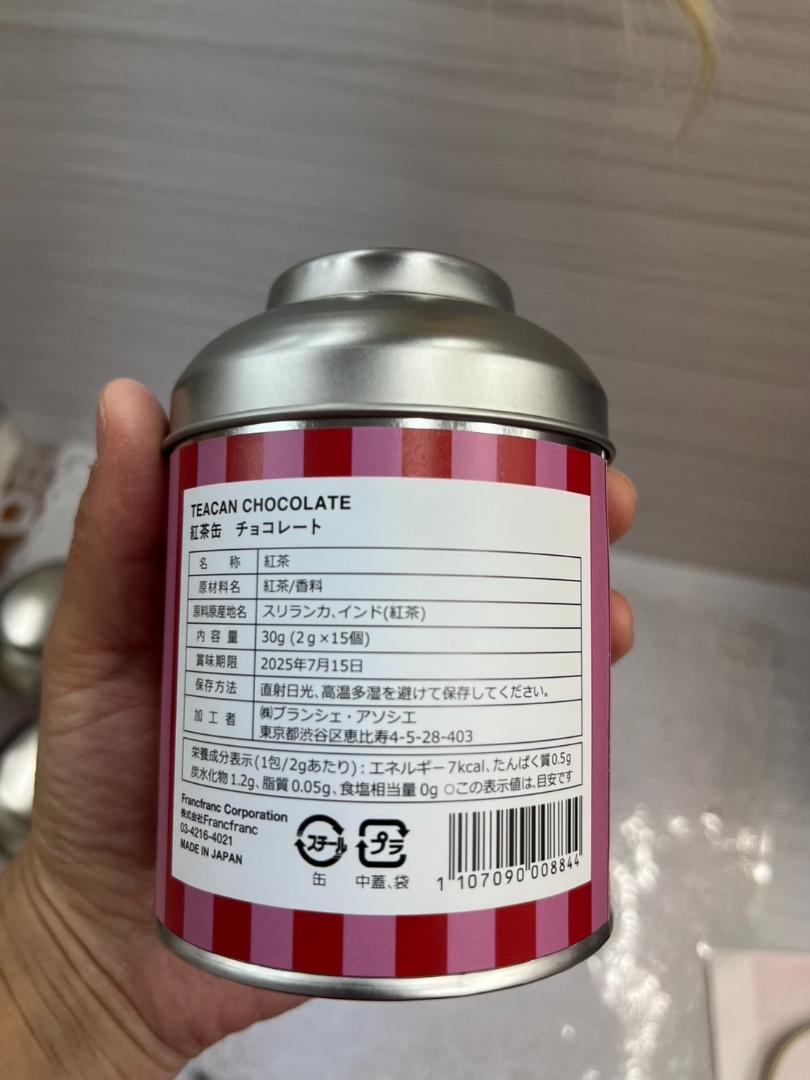 TEACAN CHOCOLATE
紅茶缶 チョコレート
名 称 紅茶
原材料名 紅茶/香料
原料原産地名 スリランカ、インド(紅茶)
内 容 量 30g (2g×15個)
賞味期限 2025年7月15日
保存方法 直射日光、高温多湿を避けて保存してください。
加 工 者 ㈱ブランシェ・アソシエ
東京都渋谷区恵比寿4-5-28-403
栄養成分表示(1包/2gあたり):エネルギー7kcal、たんぱく質0.5g
炭水化物1.2g、脂質0.05g、食塩相当量0g ○この表示値は、目安です
Francfranc Corporation
株式会社Francfranc
03-4216-4021
MADE IN JAPAN
スチール
缶
プラ
中蓋、袋
1 107090 008844